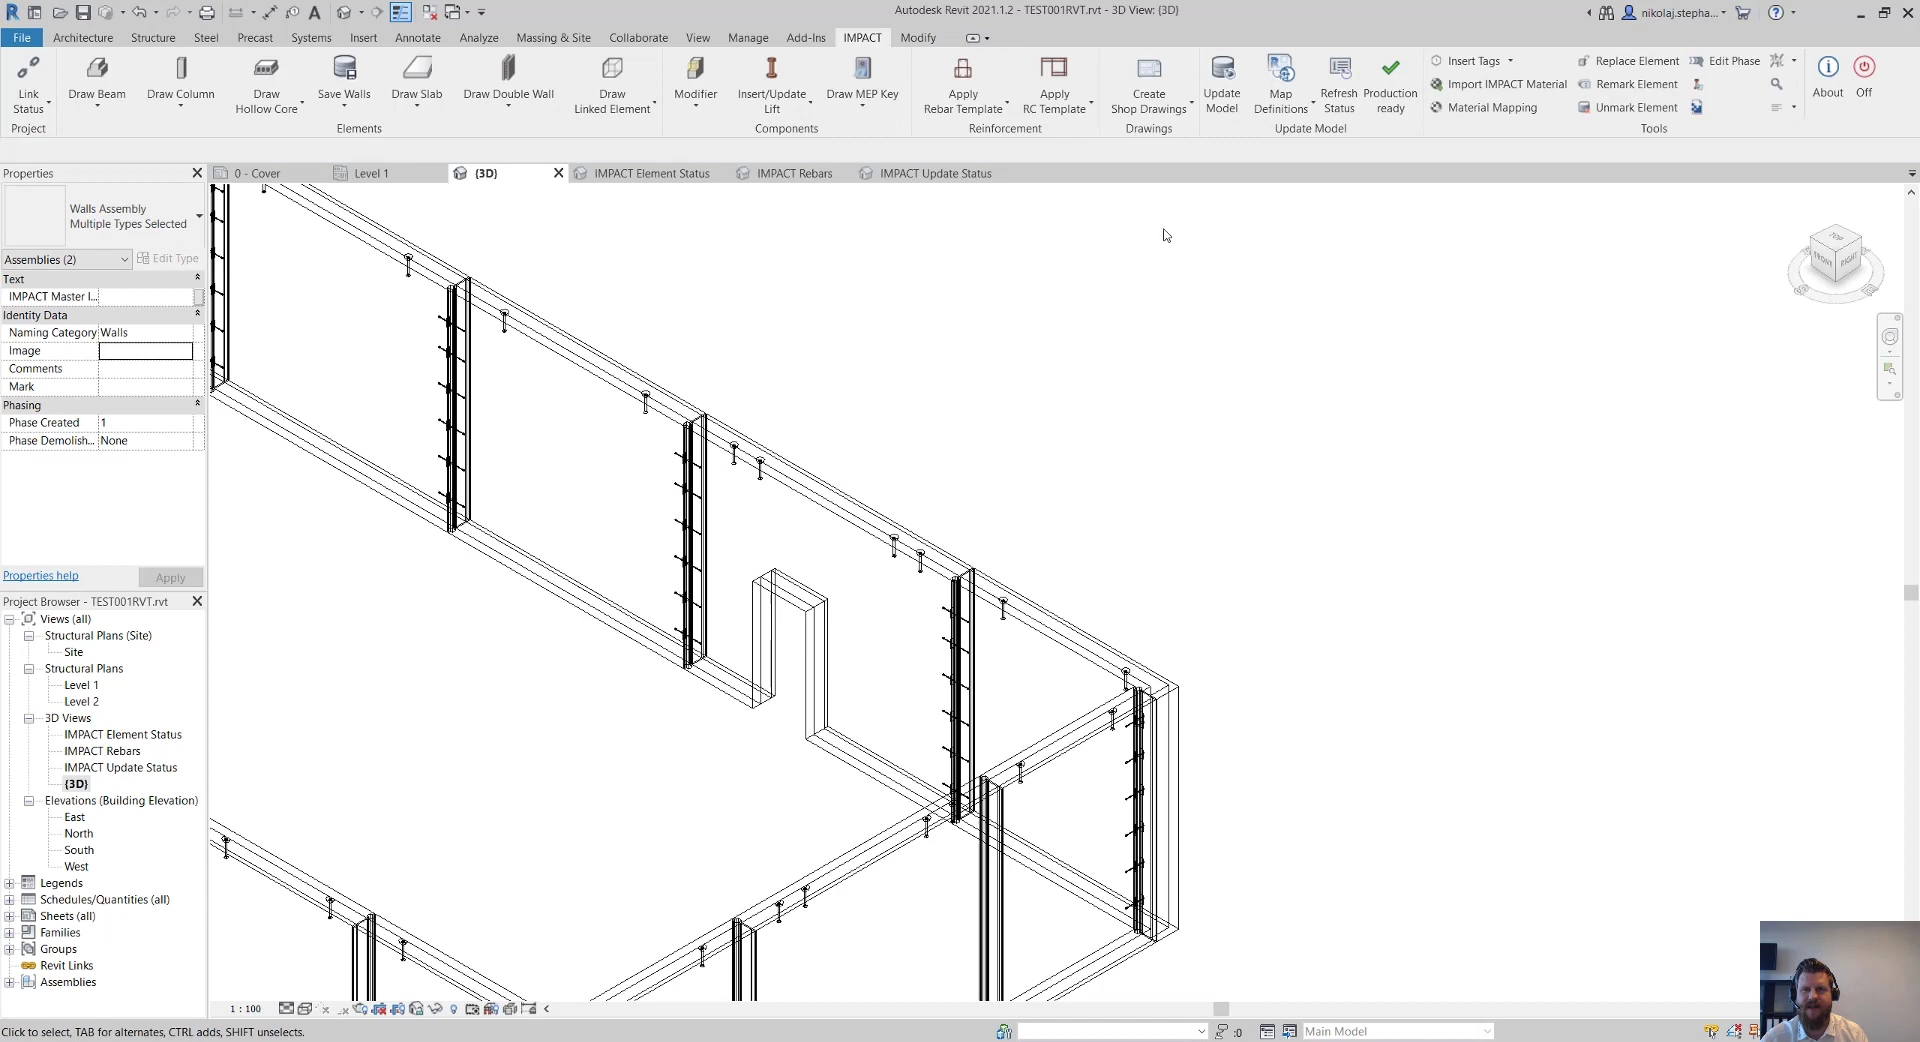 Autodesk Revit 2021.1.2 - TEST001RVT.rvt - 3D View: {3D}
nikolaj.stepha...
File Architecture Structure Steel Precast Systems Insert Annotate Analyze Massing & Site Collaborate View Manage Add-Ins IMPACT Modify
Link Status
Draw Beam
Draw Column
Draw Hollow Core
Save Walls
Draw Slab
Draw Double Wall
Draw Linked Element
Modifier
Insert/Update Lift
Draw MEP Key
Apply Rebar Template
Apply RC Template
Create Shop Drawings
Update Model
Map Definitions
Refresh Status
Production ready
Insert Tags
Import IMPACT Material
Material Mapping
Replace Element
Remark Element
Unmark Element
Edit Phase
About
Off
Project Elements Components Reinforcement Drawings Update Model Tools
Properties
0 - Cover
Level 1
{3D}
IMPACT Element Status
IMPACT Rebars
IMPACT Update Status
Walls Assembly
Multiple Types Selected
Assemblies (2)
Edit Type
Text
IMPACT Master I...
Identity Data
Naming Category Walls
Image
Comments
Mark
Phasing
Phase Created 1
Phase Demolish... None
Properties help
Apply
Project Browser - TEST001RVT.rvt
Views (all)
Structural Plans (Site)
Site
Structural Plans
Level 1
Level 2
3D Views
IMPACT Element Status
IMPACT Rebars
IMPACT Update Status
{3D}
Elevations (Building Elevation)
East
North
South
West
Legends
Schedules/Quantities (all)
Sheets (all)
Families
Groups
Revit Links
Assemblies
TOP
FRONT
RIGHT
1 : 100
Click to select, TAB for alternates, CTRL adds, SHIFT unselects.
:0
Main Model